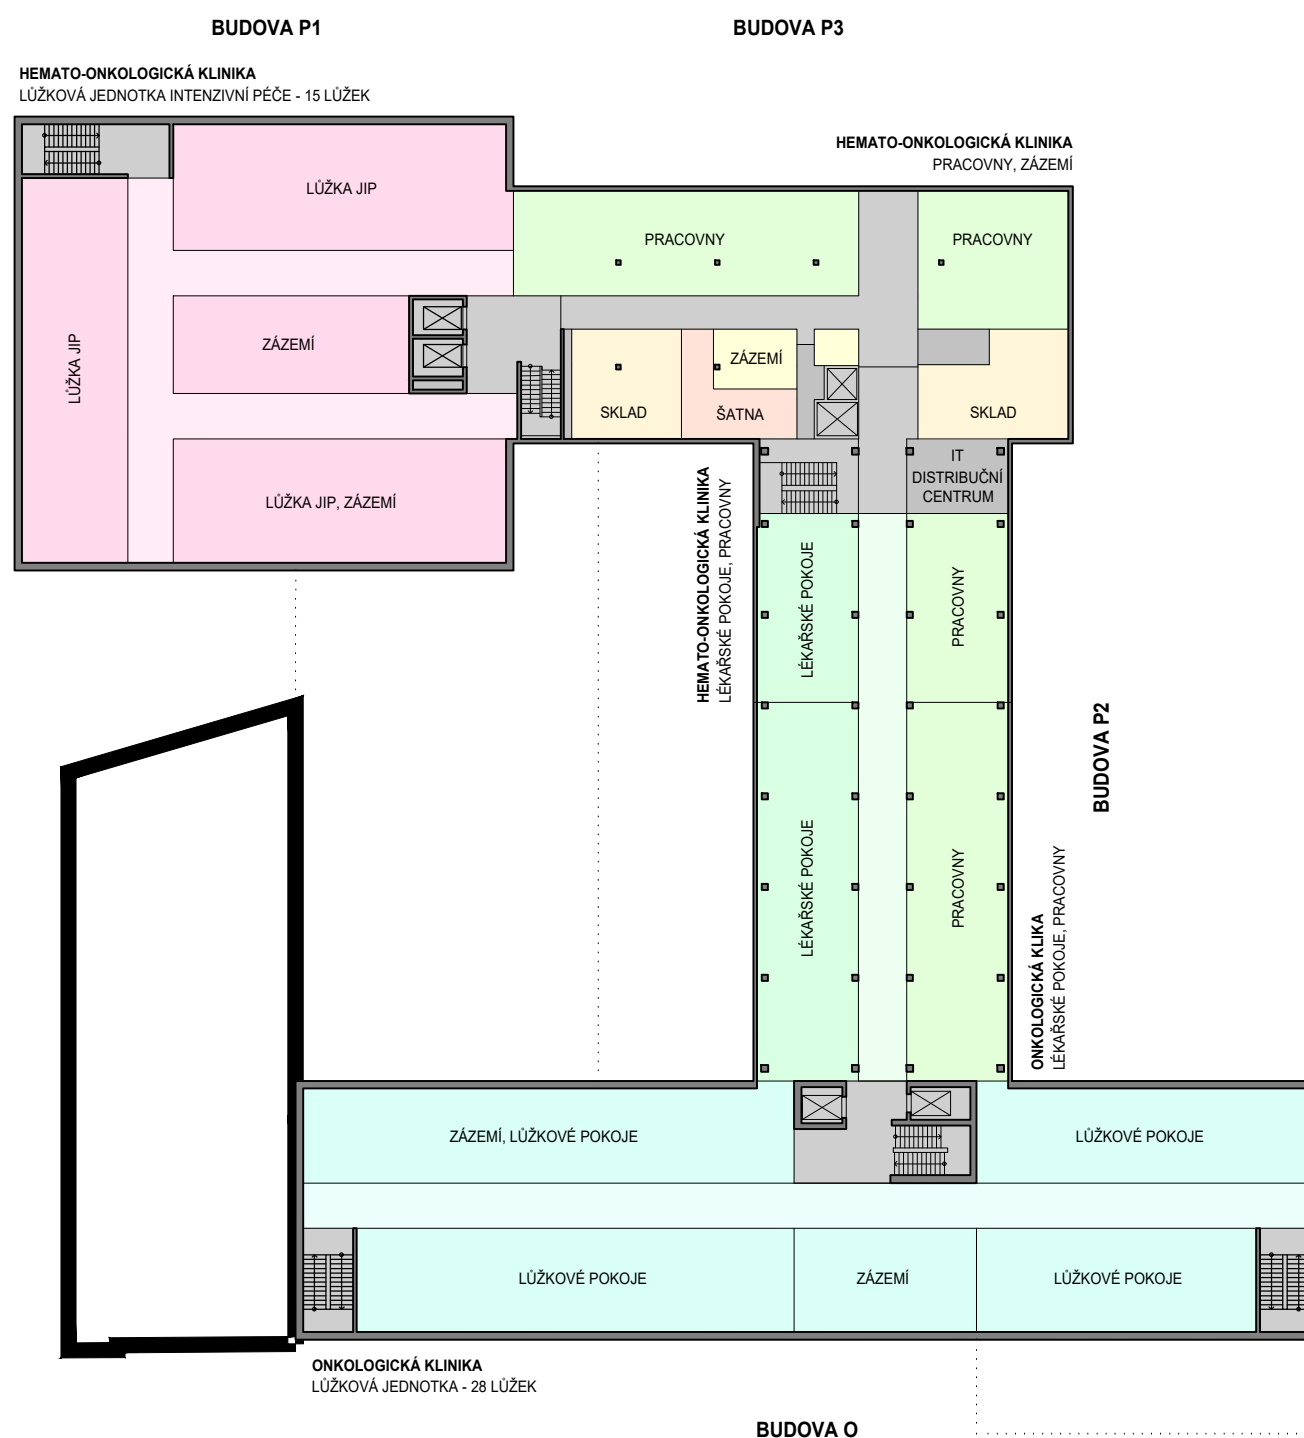 BUDOVA P1
BUDOVA P3
HEMATO-ONKOLOGICKÁ KLINIKA
LŮŽKOVÁ JEDNOTKA INTENZIVNÍ PÉČE - 15 LŮŽEK
HEMATO-ONKOLOGICKÁ KLINIKA
PRACOVNY, ZÁZEMÍ
LŮŽKA JIP
PRACOVNY
PRACOVNY
LŮŽKA JIP
ZÁZEMÍ
ZÁZEMÍ
SKLAD
ŠATNA
SKLAD
LŮŽKA JIP, ZÁZEMÍ
IT
DISTRIBUČNÍ
CENTRUM
HEMATO-ONKOLOGICKÁ KLINIKA
LÉKAŘSKÉ POKOJE, PRACOVNY
LÉKAŘSKÉ POKOJE
PRACOVNY
BUDOVA P2
LÉKAŘSKÉ POKOJE
PRACOVNY
ONKOLOGICKÁ KLIKA
LÉKAŘSKÉ POKOJE, PRACOVNY
ZÁZEMÍ, LŮŽKOVÉ POKOJE
LŮŽKOVÉ POKOJE
LŮŽKOVÉ POKOJE
ZÁZEMÍ
LŮŽKOVÉ POKOJE
ONKOLOGICKÁ KLINIKA
LŮŽKOVÁ JEDNOTKA - 28 LŮŽEK
BUDOVA O